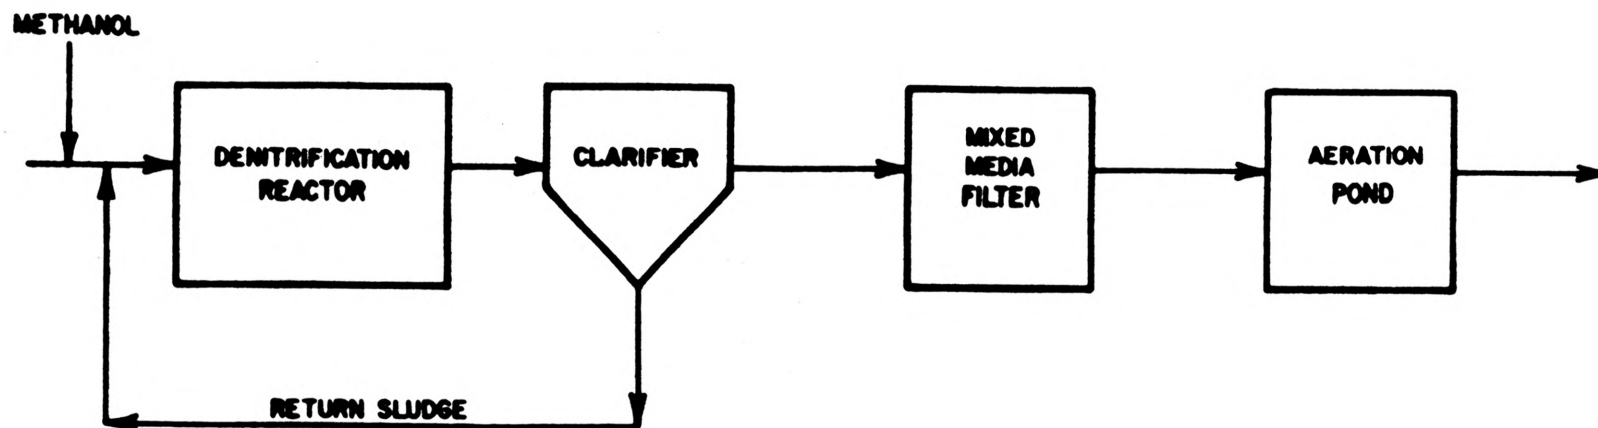 METHANOL
DENITRIFICATION
REACTOR
CLARIFIER
MIXED
MEDIA
FILTER
AERATION
POND
RETURN SLUDGE